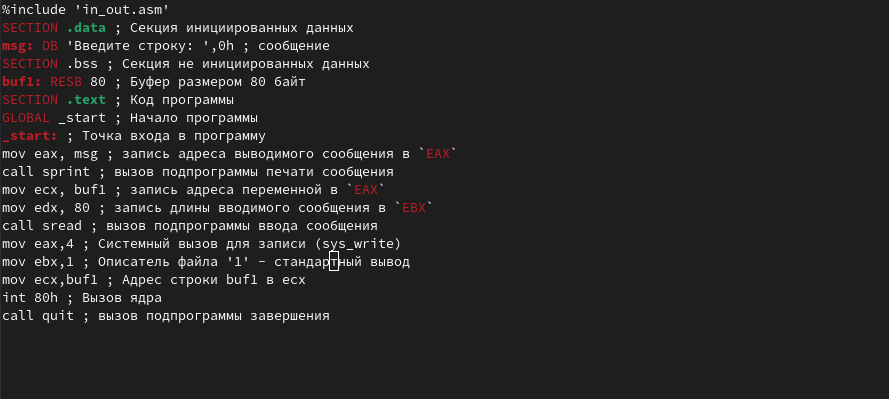 %include 'in_out.asm'
SECTION .data ; Секция инициированных данных
msg: DB 'Введите строку: ',0h ; сообщение
SECTION .bss ; Секция не инициированных данных
buf1: RESB 80 ; Буфер размером 80 байт
SECTION .text ; Код программы
GLOBAL _start ; Начало программы
_start: ; Точка входа в программу
mov eax, msg ; запись адреса выводимого сообщения в `EAX`
call sprint ; вызов подпрограммы печати сообщения
mov ecx, buf1 ; запись адреса переменной в `EAX`
mov edx, 80 ; запись длины вводимого сообщения в `EBX`
call sread ; вызов подпрограммы ввода сообщения
mov eax,4 ; Системный вызов для записи (sys_write)
mov ebx,1 ; Описатель файла '1' - стандартный вывод
mov ecx,buf1 ; Адрес строки buf1 в ecx
int 80h ; Вызов ядра
call quit ; вызов подпрограммы завершения